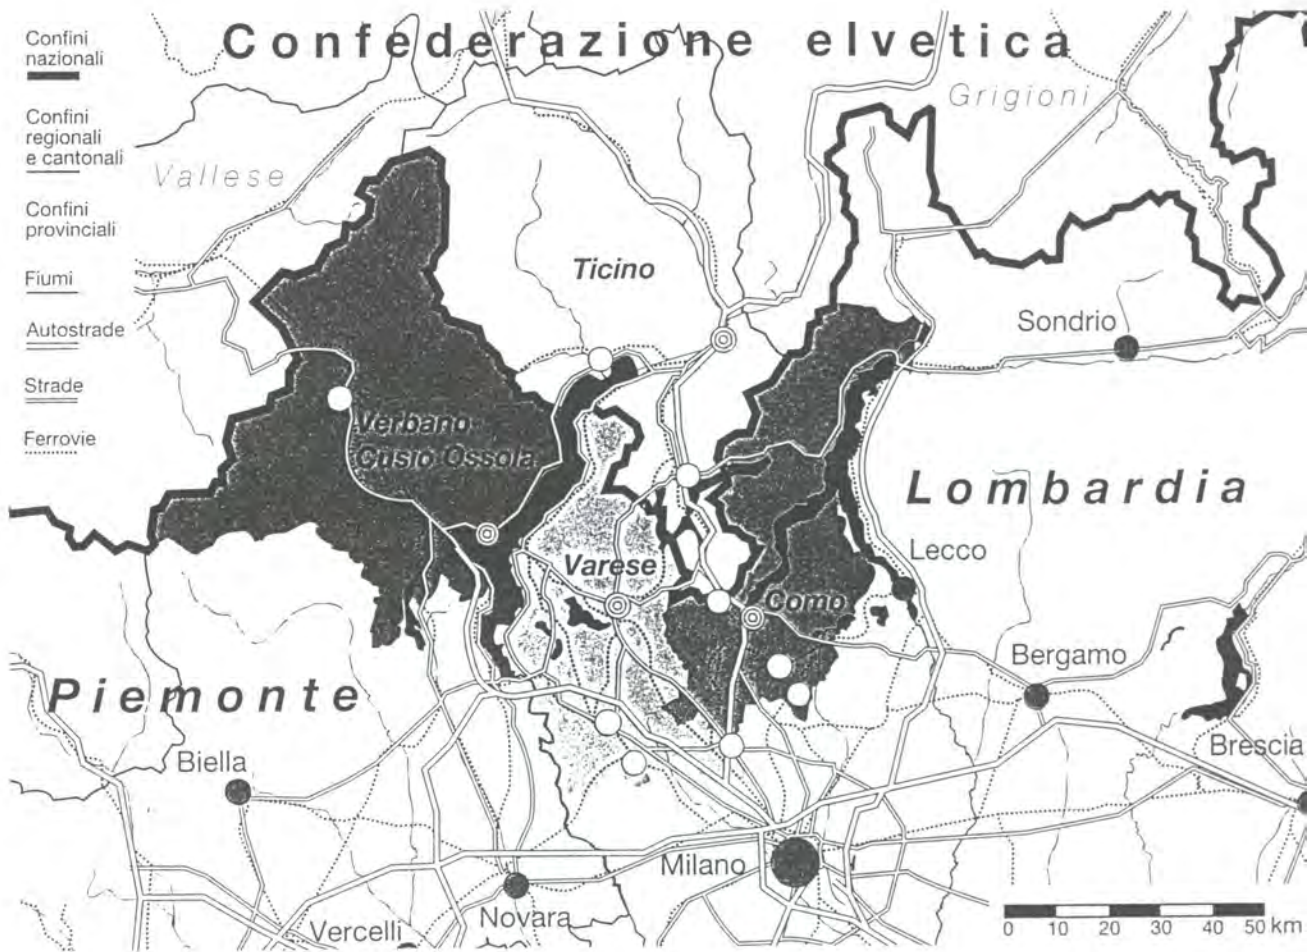 Confederazione elvetica
Confini
nazionali
Confini
regionali
e cantonali
Confini
provinciali
Fiumi
Autostrade
Strade
Ferrovie
Vallese
Grigioni
Ticino
Sondrio
Verbano
Cusio Ossola
Lombardia
Lecco
Varese
Como
Bergamo
Piemonte
Biella
Brescia
Milano
Vercelli
Novara
0 10 20 30 40 50 km